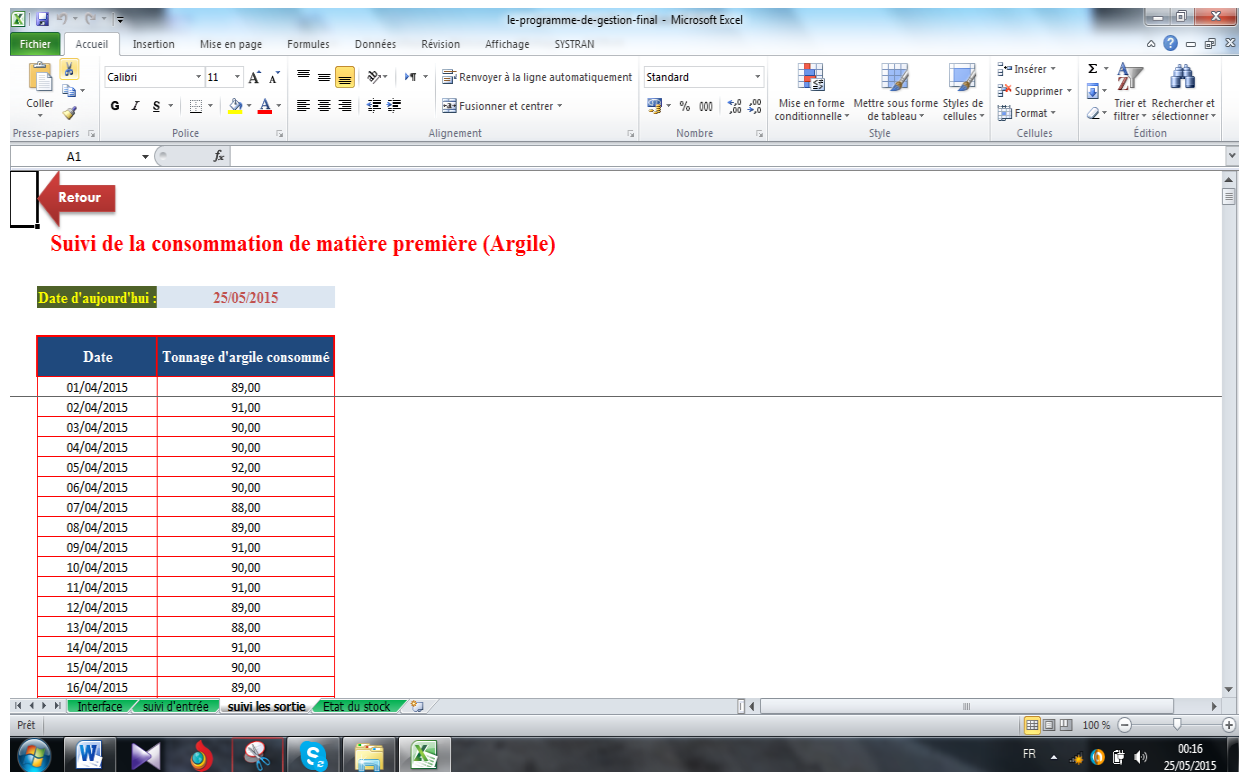 le-programme-de-gestion-final - Microsoft Excel
Fichier Accueil Insertion Mise en page Formules Données Révision Affichage SYSTRAN
Calibri 11 Renvoyer à la ligne automatiquement Standard Insérer Σ
Coller G I S A Fusionner et centrer % 000 Mise en forme conditionnelle Mettre sous forme de tableau Styles de cellules Supprimer Format Trier et filtrer Rechercher et sélectionner
Presse-papiers Police Alignement Nombre Style Cellules Édition
A1 fx
Retour
Suivi de la consommation de matière première (Argile)
Date d'aujourd'hui : 25/05/2015
Date Tonnage d'argile consommé
01/04/2015 89,00
02/04/2015 91,00
03/04/2015 90,00
04/04/2015 90,00
05/04/2015 92,00
06/04/2015 90,00
07/04/2015 88,00
08/04/2015 89,00
09/04/2015 91,00
10/04/2015 90,00
11/04/2015 91,00
12/04/2015 89,00
13/04/2015 88,00
14/04/2015 91,00
15/04/2015 90,00
16/04/2015 89,00
Interface suivi d'entrée suivi les sortie Etat du stock
Prêt 100 %
FR 00:16
25/05/2015